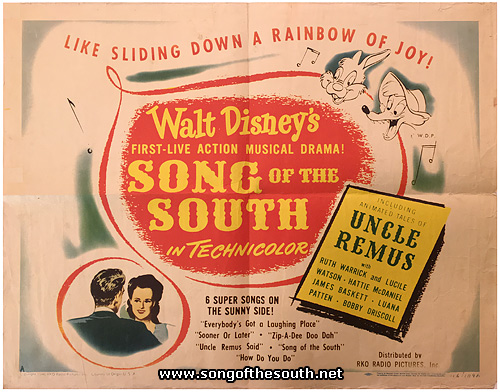 LIKE SLIDING DOWN A RAINBOW OF JOY!
© W.D.P.
Walt Disney's
FIRST-LIVE ACTION MUSICAL DRAMA!
SONG OF THE
SOUTH
IN TECHNICOLOR
INCLUDING
ANIMATED TALES OF
UNCLE
REMUS
with
RUTH WARRICK and LUCILE
WATSON · HATTIE McDANIEL
JAMES BASKETT · LUANA
PATTEN · BOBBY DRISCOLL
6 SUPER SONGS ON
THE SUNNY SIDE!
"Everybody's Got a Laughing Place"
"Sooner Or Later" · "Zip-A-Dee Doo Dah"
"Uncle Remus Said" · "Song of the South"
"How Do You Do"
Distributed by
RKO RADIO PICTURES, Inc.
www.songofthesouth.net